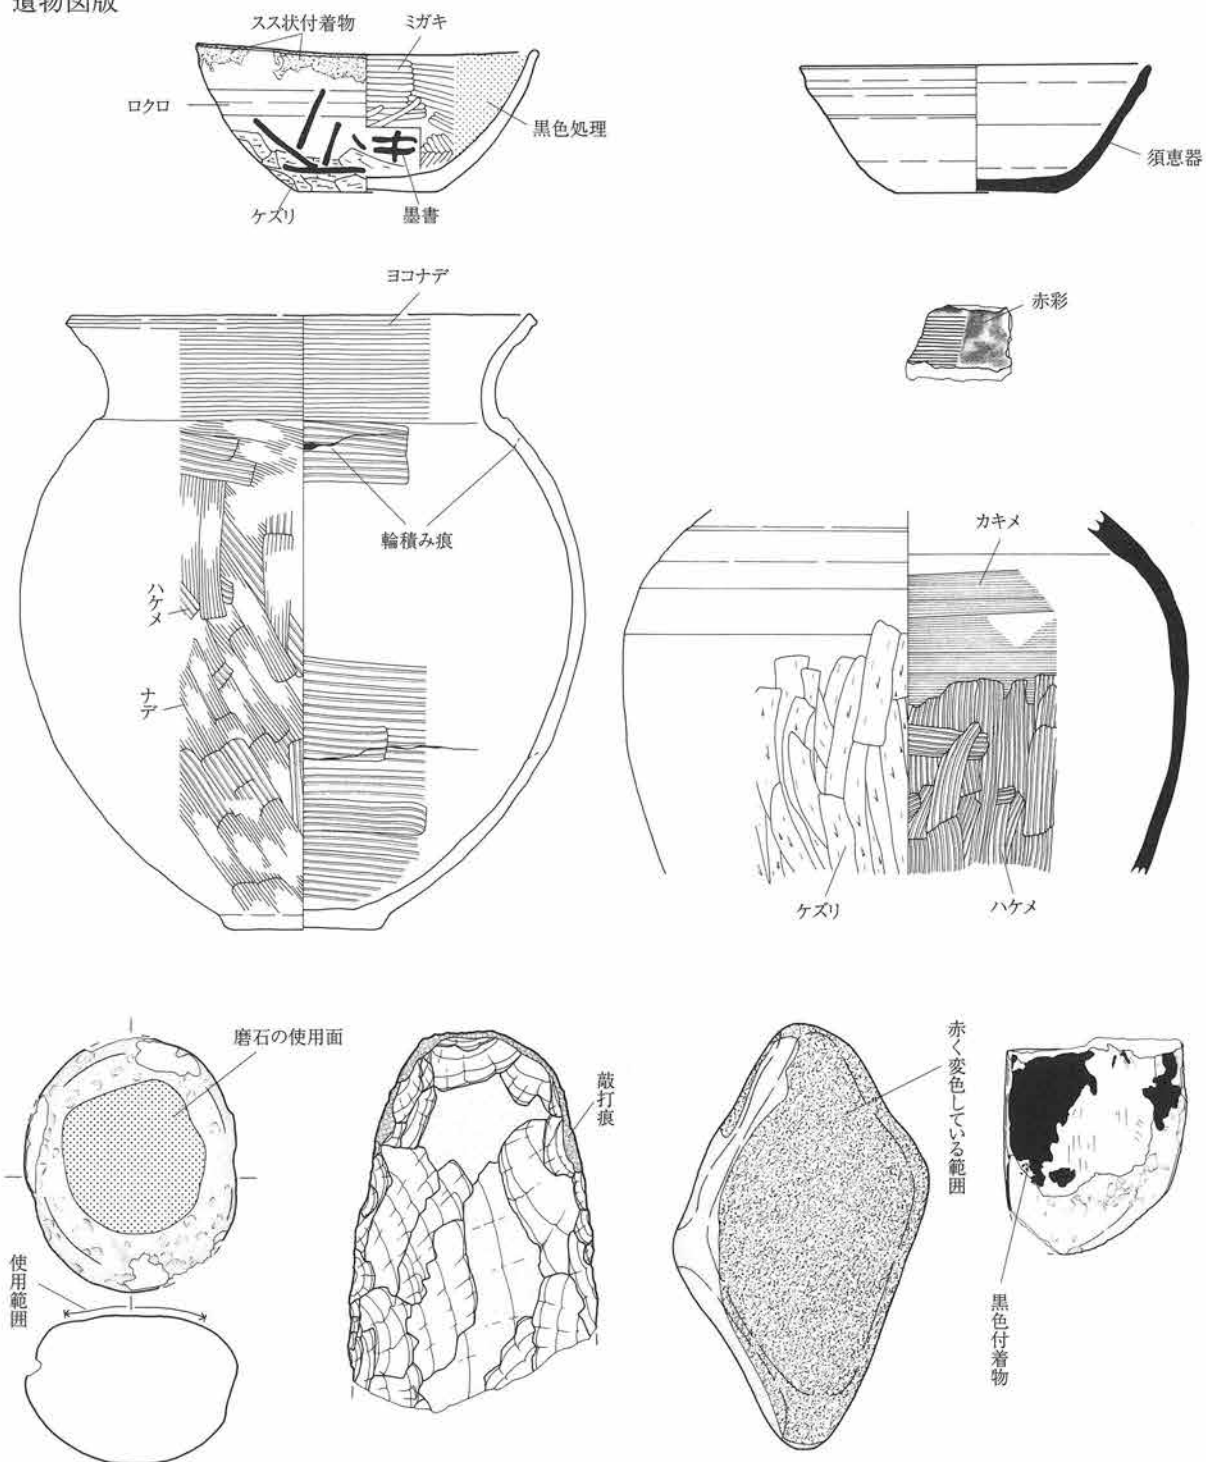 遺物図版
スス状付着物
ミガキ
ロクロ
黒色処理
ケズリ
墨書
須恵器
ヨコナデ
赤彩
輪積み痕
ハケメ
ナデ
カキメ
ケズリ
ハケメ
磨石の使用面
使用範囲
敲打痕
赤く変色している範囲
黒色付着物